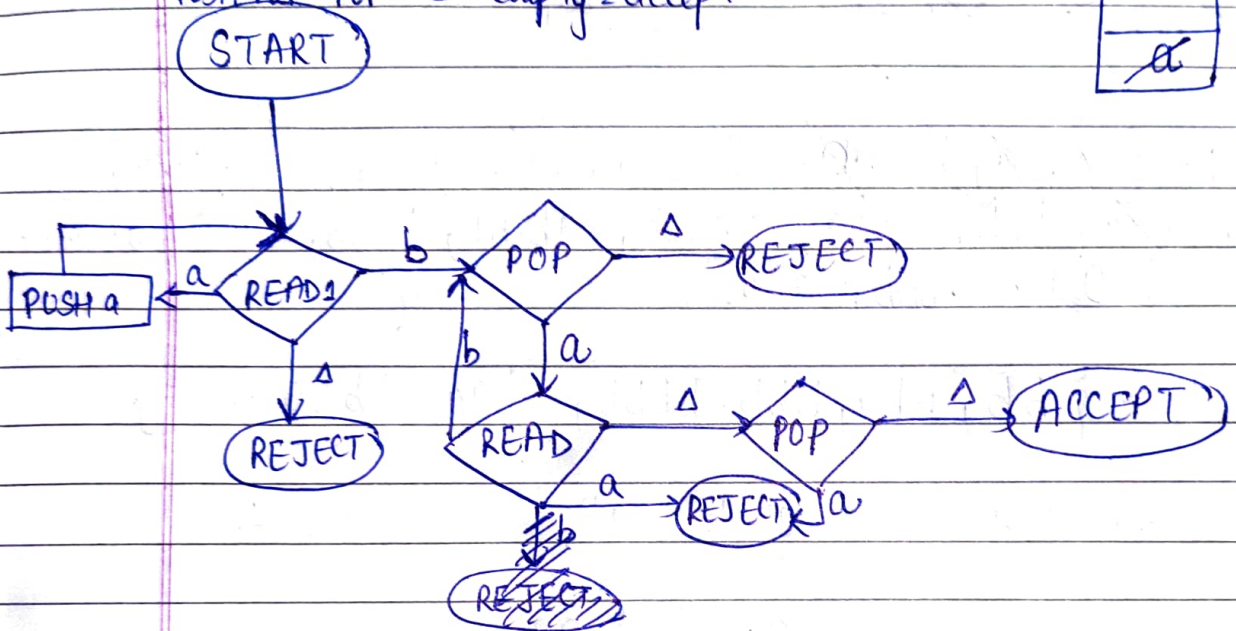 START
a
b
POP
Δ
REJECT
PUSH a
a
READ1
Δ
b
a
REJECT
READ
Δ
POP
Δ
ACCEPT
a
REJECT
a
b
REJECT